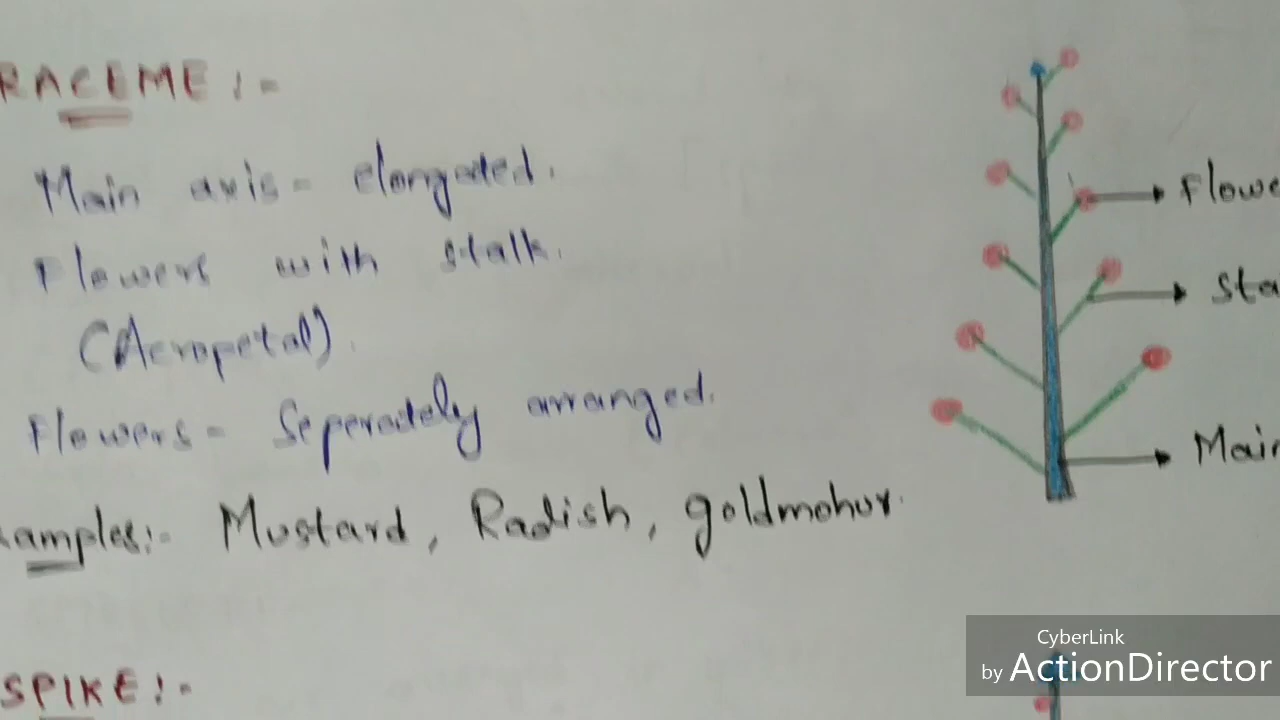 RACEME :-
Main axis - elongated.
Flowers with stalk.
(Acropetal).
Flowers - Seperately arranged.
amples:- Mustard, Radish, goldmohur.
SPIKE :-
Flowe
Sta
Main
CyberLink
by ActionDirector